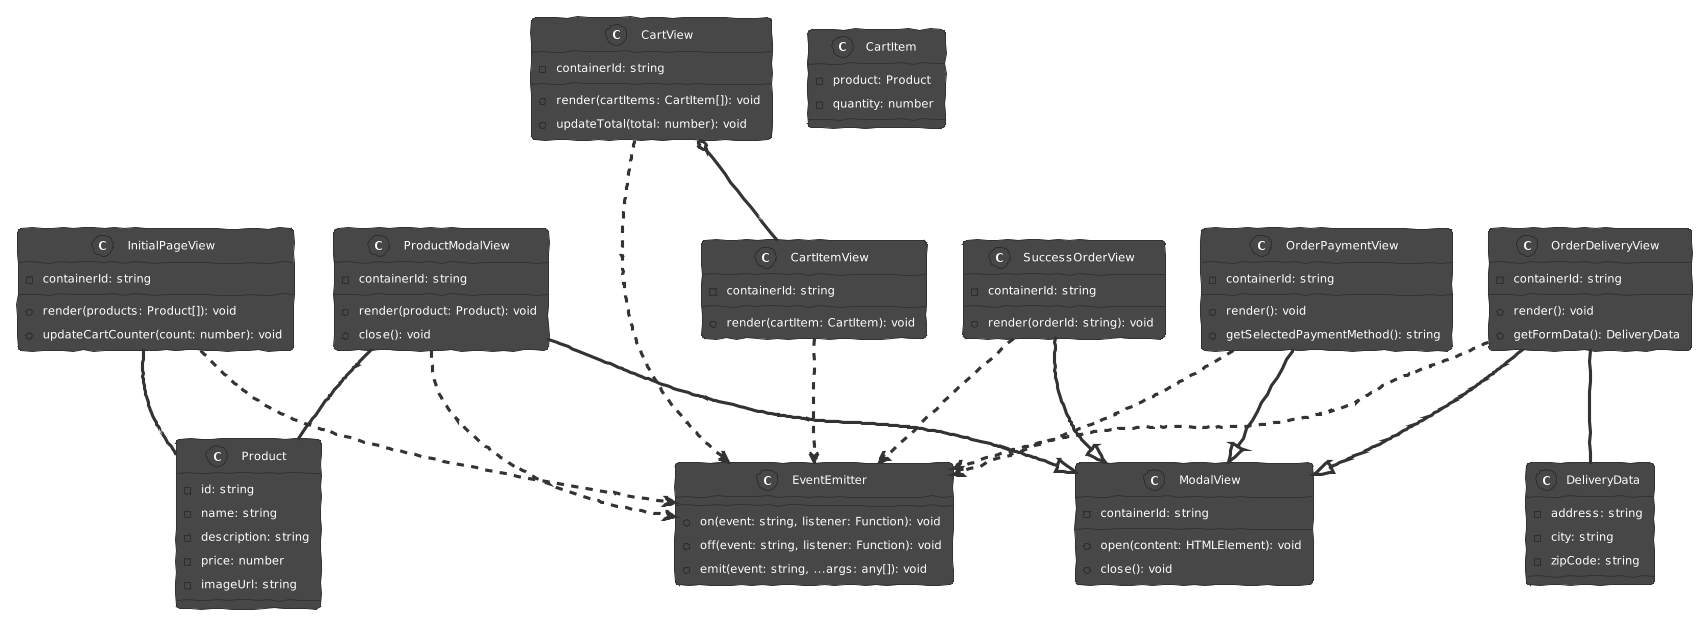 C CartView
containerId: string
render(cartItems: CartItem[]): void
updateTotal(total: number): void
C CartItem
product: Product
quantity: number
C InitialPageView
containerId: string
render(products: Product[]): void
updateCartCounter(count: number): void
C ProductModalView
containerId: string
render(product: Product): void
close(): void
C CartItemView
containerId: string
render(cartItem: CartItem): void
C SuccessOrderView
containerId: string
render(orderId: string): void
C OrderPaymentView
containerId: string
render(): void
getSelectedPaymentMethod(): string
C OrderDeliveryView
containerId: string
render(): void
getFormData(): DeliveryData
C Product
id: string
name: string
description: string
price: number
imageUrl: string
C EventEmitter
on(event: string, listener: Function): void
off(event: string, listener: Function): void
emit(event: string, ...args: any[]): void
C ModalView
containerId: string
open(content: HTMLElement): void
close(): void
C DeliveryData
address: string
city: string
zipCode: string